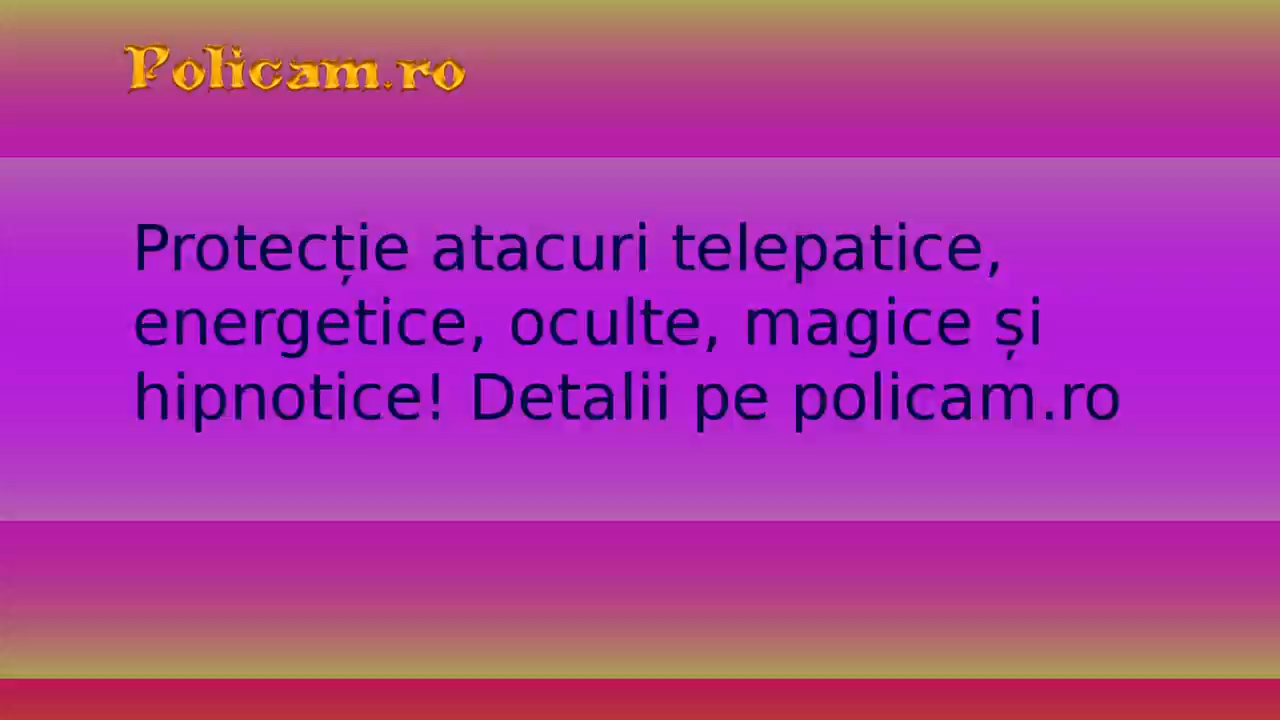 Policam.ro
Protecție atacuri telepatice,
energetice, oculte, magice și
hipnotice! Detalii pe policam.ro